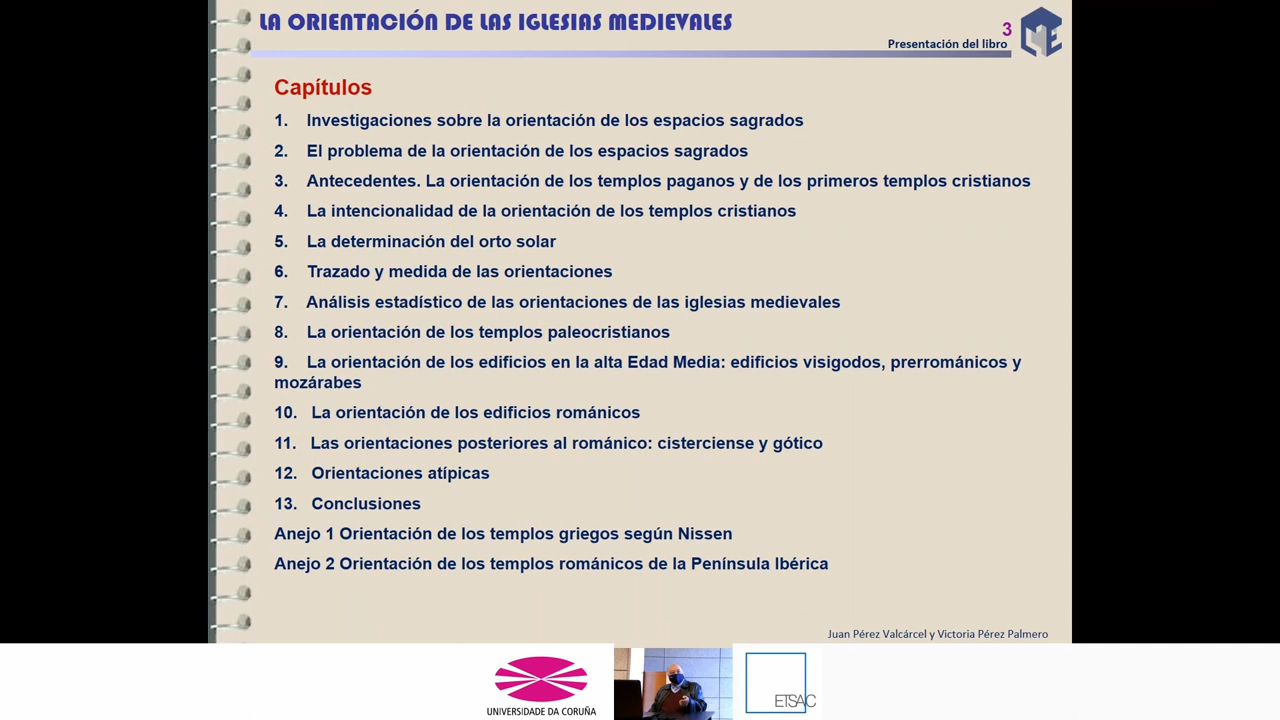 LA ORIENTACIÓN DE LAS IGLESIAS MEDIEVALES
3
Presentación del libro
Capítulos
1. Investigaciones sobre la orientación de los espacios sagrados
2. El problema de la orientación de los espacios sagrados
3. Antecedentes. La orientación de los templos paganos y de los primeros templos cristianos
4. La intencionalidad de la orientación de los templos cristianos
5. La determinación del orto solar
6. Trazado y medida de las orientaciones
7. Análisis estadístico de las orientaciones de las iglesias medievales
8. La orientación de los templos paleocristianos
9. La orientación de los edificios en la alta Edad Media: edificios visigodos, prerrománicos y
mozárabes
10. La orientación de los edificios románicos
11. Las orientaciones posteriores al románico: cisterciense y gótico
12. Orientaciones atípicas
13. Conclusiones
Anejo 1 Orientación de los templos griegos según Nissen
Anejo 2 Orientación de los templos románicos de la Península Ibérica
Juan Pérez Valcárcel y Victoria Pérez Palmero
UNIVERSIDADE DA CORUÑA
ETSAC